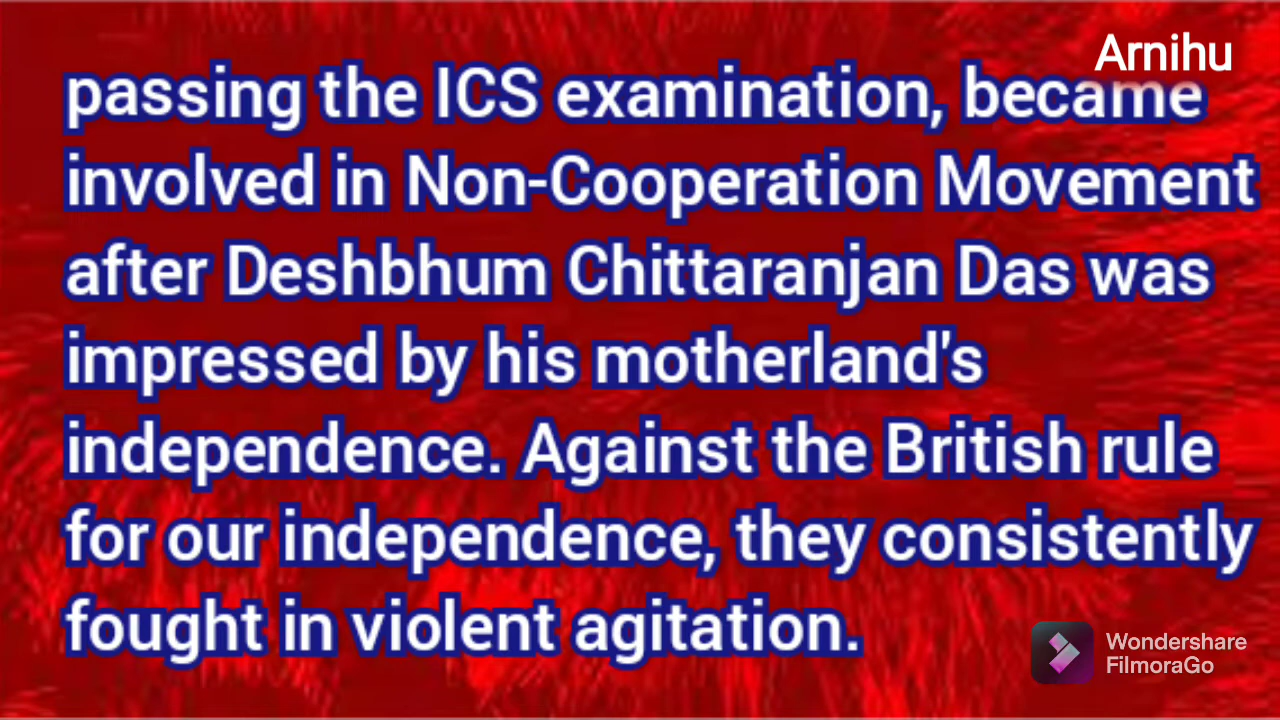 Arnihu
passing the ICS examination, became
involved in Non-Cooperation Movement
after Deshbhum Chittaranjan Das was
impressed by his motherland's
independence. Against the British rule
for our independence, they consistently
fought in violent agitation.
Wondershare
FilmoraGo